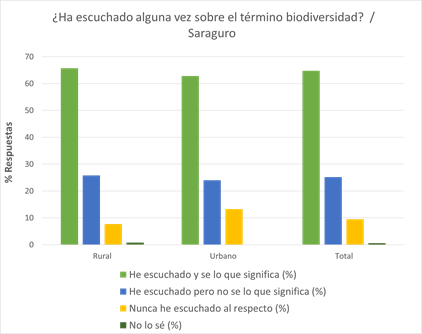 ¿Ha escuchado alguna vez sobre el término biodiversidad? /
Saraguro
% Respuestas
70
60
50
40
30
20
10
0
Rural Urbano Total
He escuchado y se lo que significa (%)
He escuchado pero no se lo que significa (%)
Nunca he escuchado al respecto (%)
No lo sé (%)